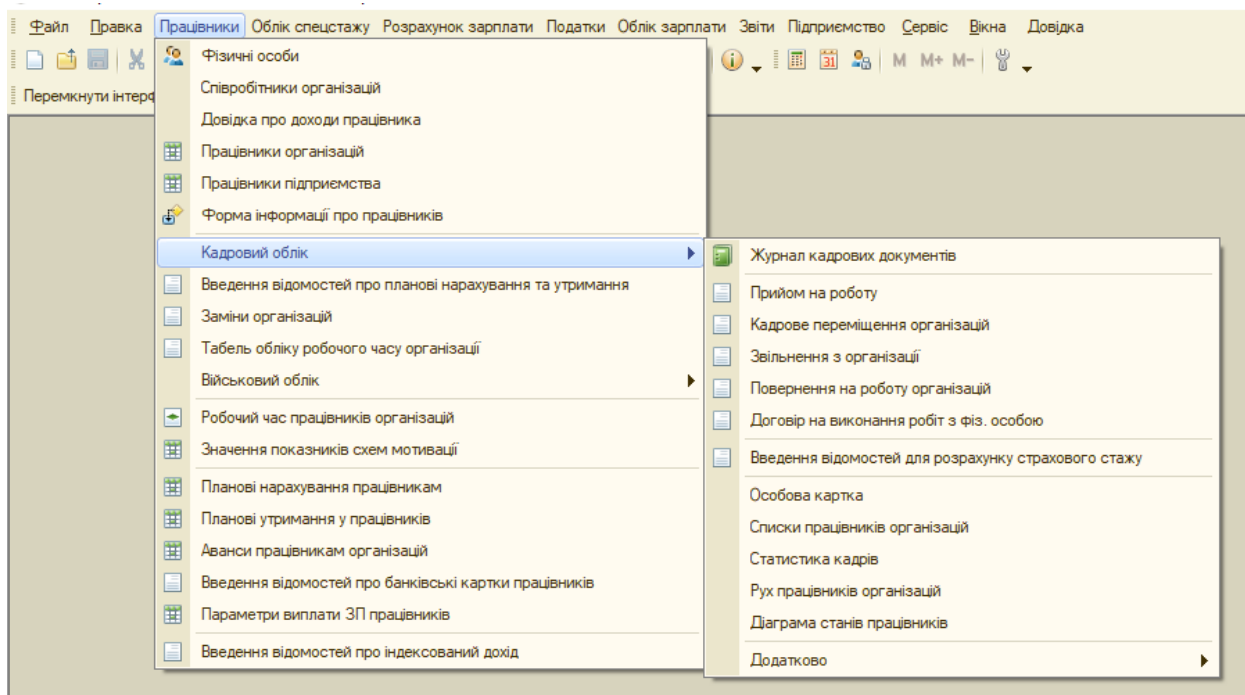 Файл Правка Працівники Облік спецстажу Розрахунок зарплати Податки Облік зарплати Звіти Підприємство Сервіс Вікна Довідка
M M+ M-
Перемкнути інтерф
Фізичні особи
Співробітники організацій
Довідка про доходи працівника
Працівники організацій
Працівники підприємства
Форма інформації про працівників
Кадровий облік
Введення відомостей про планові нарахування та утримання
Заміни організацій
Табель обліку робочого часу організації
Військовий облік
Робочий час працівників організацій
Значення показників схем мотивації
Планові нарахування працівникам
Планові утримання у працівників
Аванси працівникам організацій
Введення відомостей про банківські картки працівників
Параметри виплати ЗП працівників
Введення відомостей про індексований дохід
Журнал кадрових документів
Прийом на роботу
Кадрове переміщення організацій
Звільнення з організації
Повернення на роботу організацій
Договір на виконання робіт з фіз. особою
Введення відомостей для розрахунку страхового стажу
Особова картка
Списки працівників організацій
Статистика кадрів
Рух працівників організацій
Діаграма станів працівників
Додатково